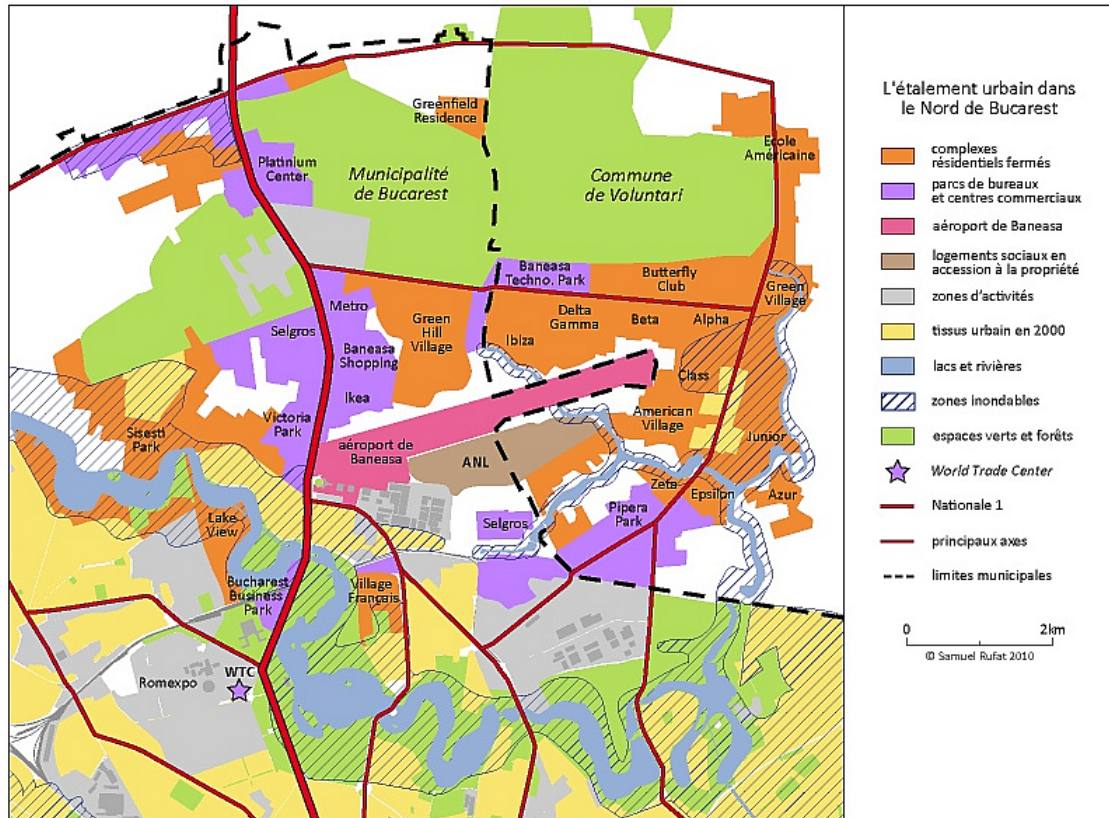 Greenfield
Residence
Ecole
Américaine
Platinium
Center
Municipalité
de Bucarest
Commune
de Voluntari
Baneasa
Techno. Park
Butterfly
Club
Green
Village
Metro
Selgros
Green
Hill
Village
Delta
Gamma
Beta
Alpha
Ibiza
Baneasa
Shopping
Ikea
Class
Victoria
Park
American
Village
Sisesti
Park
aéroport de
Baneasa
ANL
Junior
Zeta
Epsilon
Azur
Lake
View
Selgros
Pipera
Park
Bucharest
Business
Park
Village
Français
WTC
Romexpo
L'étalement urbain dans
le Nord de Bucarest
complexes
résidentiels fermés
parcs de bureaux
et centres commerciaux
aéroport de Baneasa
logements sociaux en
accession à la propriété
zones d'activités
tissus urbain en 2000
lacs et rivières
zones inondables
espaces verts et forêts
World Trade Center
Nationale 1
principaux axes
limites municipales
0 2km
© Samuel Rufat 2010